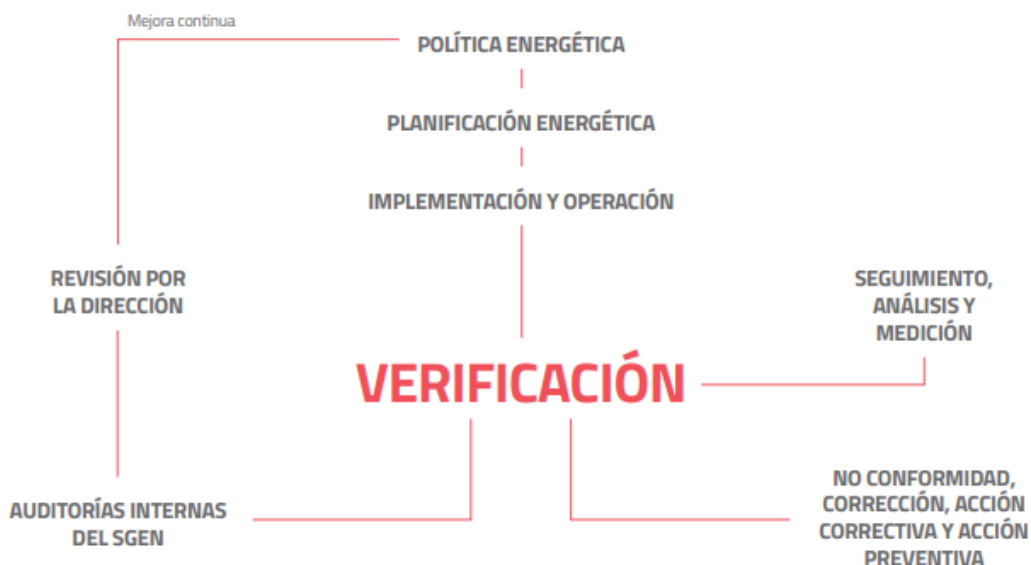 Mejora continua
POLÍTICA ENERGÉTICA
PLANIFICACIÓN ENERGÉTICA
IMPLEMENTACIÓN Y OPERACIÓN
REVISIÓN POR
LA DIRECCIÓN
SEGUIMIENTO,
ANÁLISIS Y
MEDICIÓN
VERIFICACIÓN
AUDITORÍAS INTERNAS
DEL SGEN
NO CONFORMIDAD,
CORRECCIÓN, ACCIÓN
CORRECTIVA Y ACCIÓN
PREVENTIVA